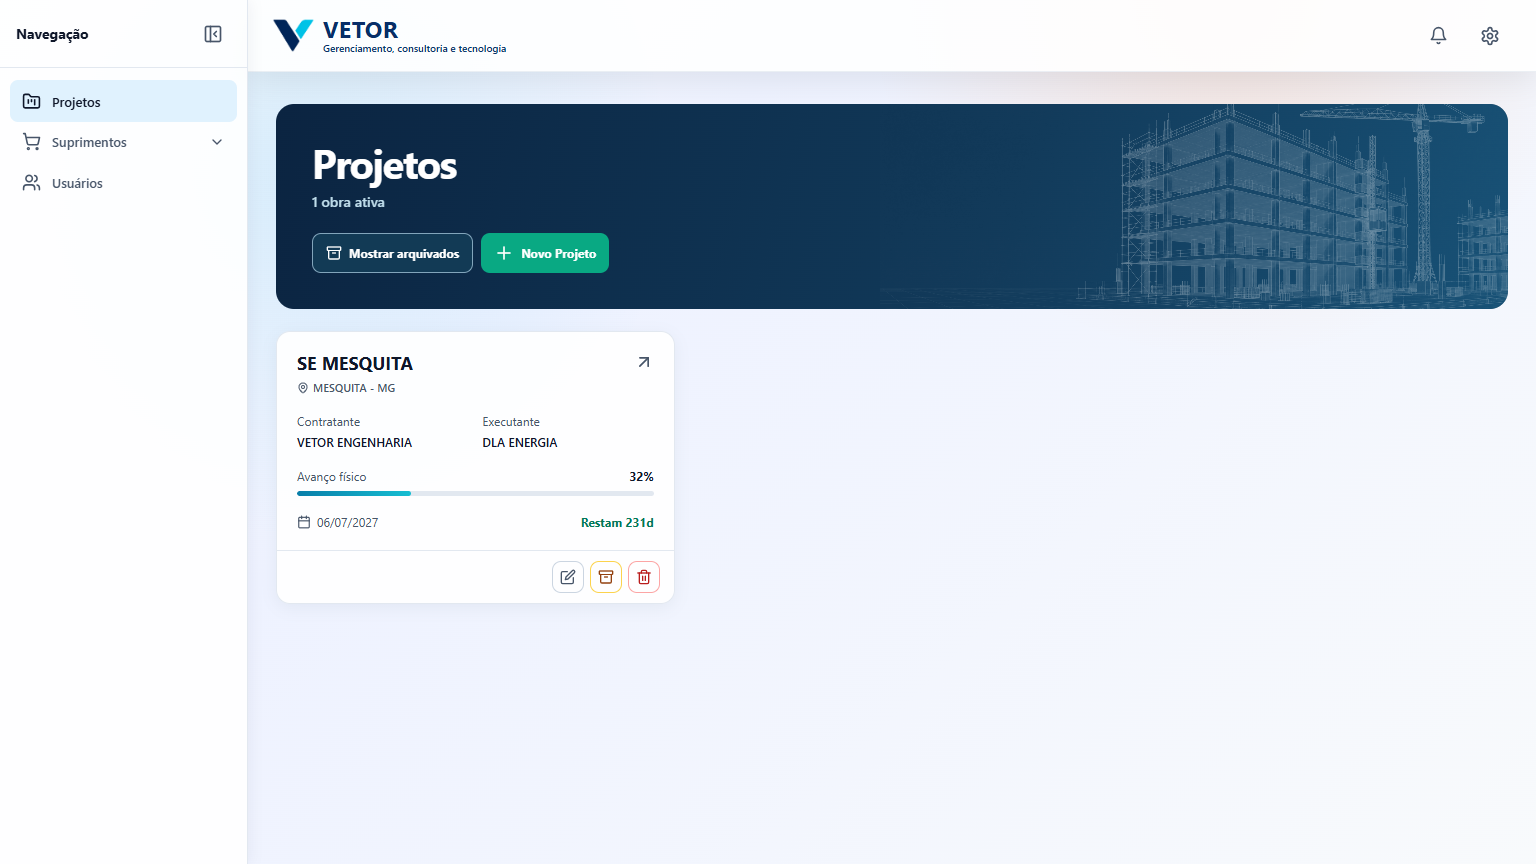 Navegação
Projetos
Suprimentos
Usuários
VETOR
Gerenciamento, consultoria e tecnologia
Projetos
1 obra ativa
Mostrar arquivados
Novo Projeto
SE MESQUITA
MESQUITA - MG
Contratante
VETOR ENGENHARIA
Executante
DLA ENERGIA
Avanço físico
32%
06/07/2027
Restam 231d